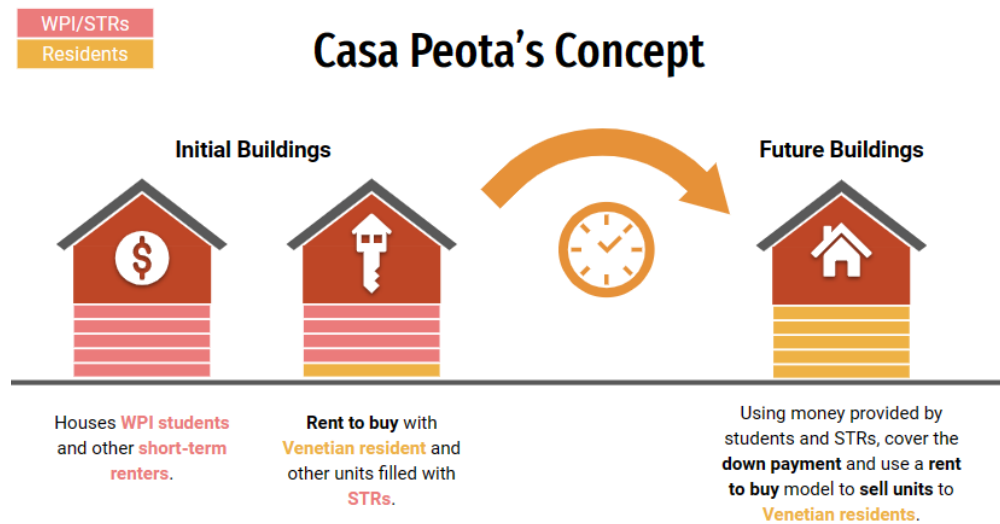 WPI/STRs
Residents
Casa Peota's Concept
Initial Buildings
Future Buildings
$
Houses WPI students
and other short-term
renters.
Rent to buy with
Venetian resident and
other units filled with
STRs.
Using money provided by
students and STRs, cover the
down payment and use a rent
to buy model to sell units to
Venetian residents.